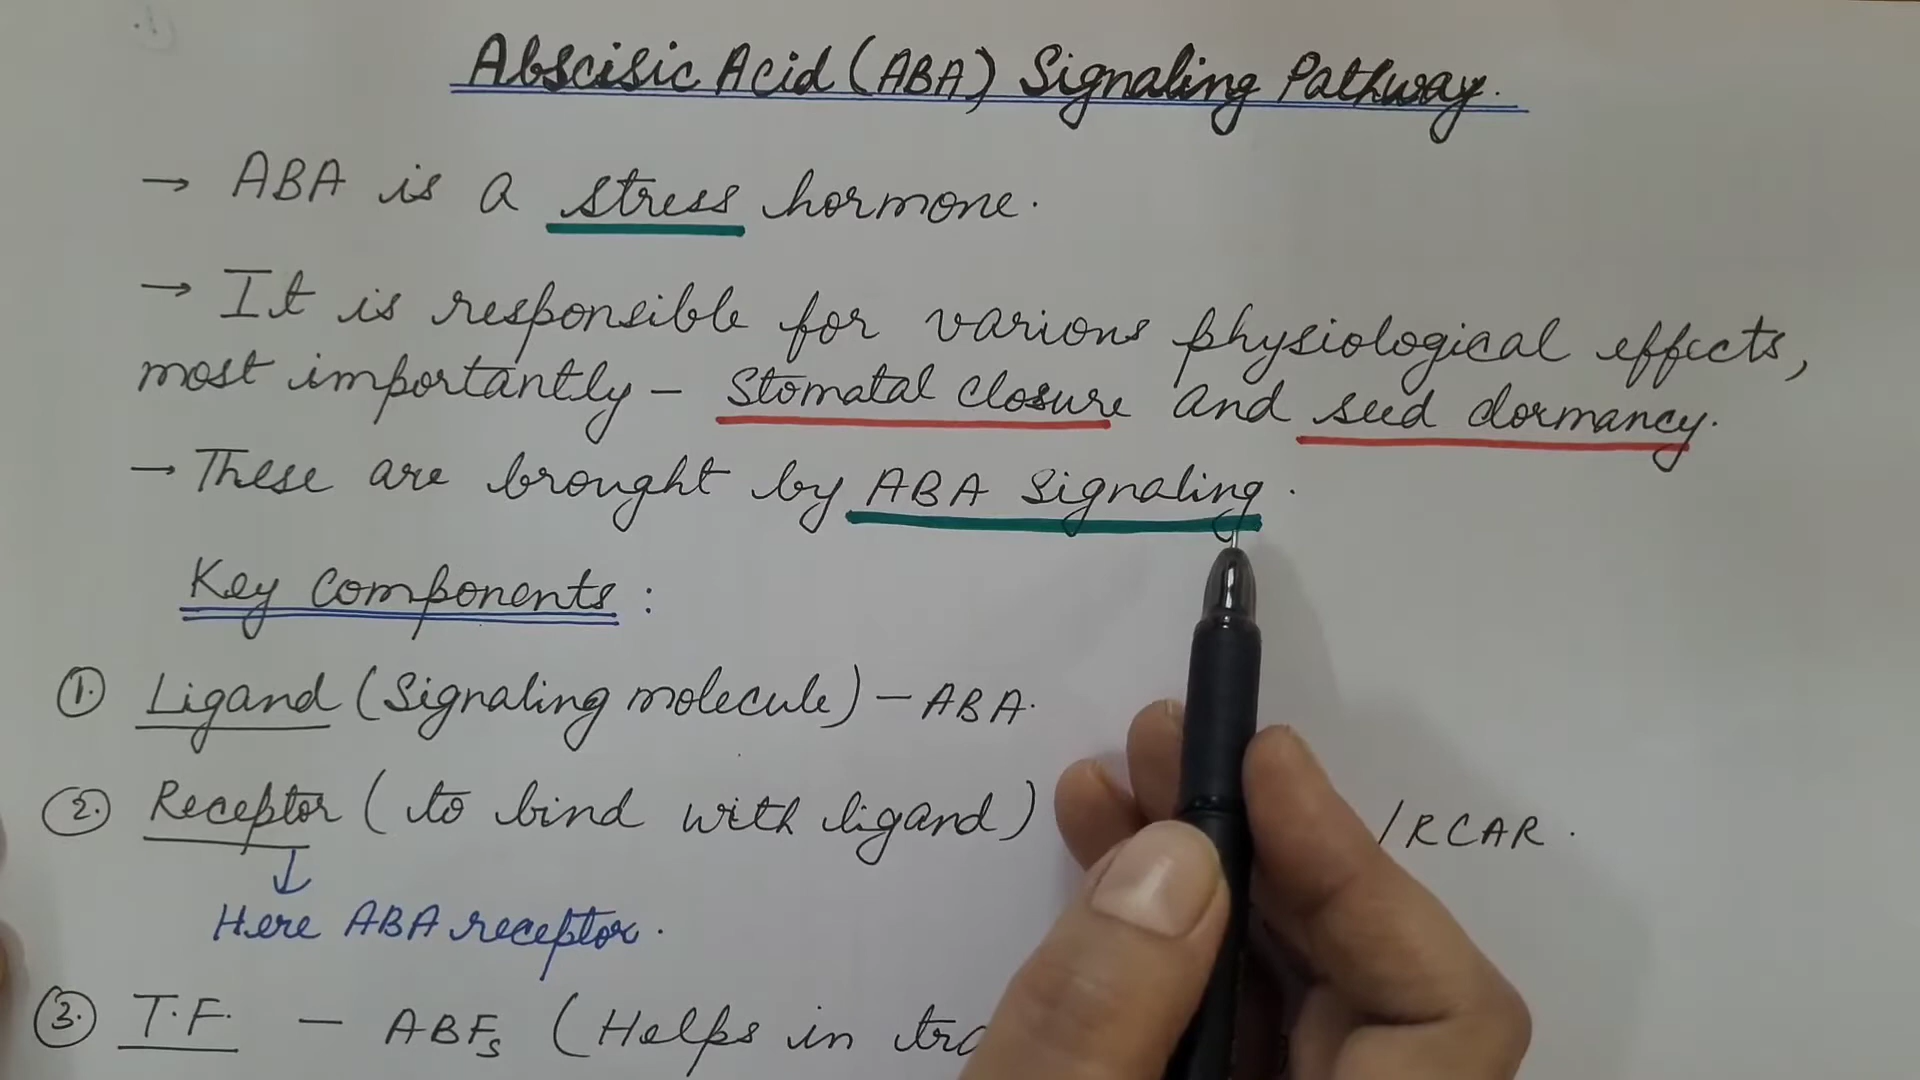 Abscisic Acid (ABA) Signaling Pathway.
→ ABA is a stress hormone.
→ It is responsible for various physiological effects,
most importantly - Stomatal closure and seed dormancy.
→ These are brought by ABA Signaling.
Key Components :
1. Ligand (Signaling molecule) - ABA.
2. Receptor (to bind with ligand) /RCAR.
↓
Here ABA receptor.
3. T.F. - ABFs (Helps in